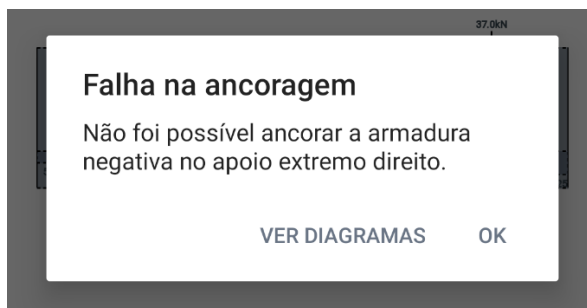 37.0kN
Falha na ancoragem
Não foi possível ancorar a armadura
negativa no apoio extremo direito.
VER DIAGRAMAS OK